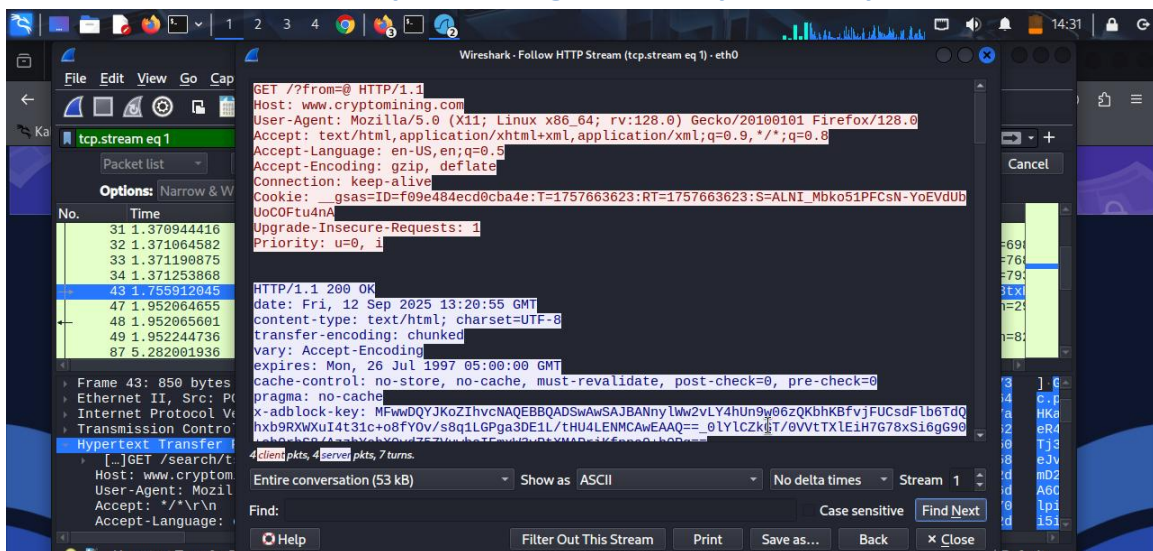 1 2 3 4 14:31
Wireshark · Follow HTTP Stream (tcp.stream eq 1) · eth0
File Edit View Go Cap
tcp.stream eq 1
Packet list
Cancel
Options: Narrow & W
No. Time
31 1.370944416
32 1.371064582
33 1.371190875
34 1.371253868
43 1.755912045
47 1.952064655
48 1.952065601
49 1.952244736
87 5.282001936
Frame 43: 850 bytes
Ethernet II, Src: PC
Internet Protocol Ve
Transmission Contro
Hypertext Transfer
[…]GET /search/t
Host: www.cryptom
User-Agent: Mozil
Accept: */*\r\n
Accept-Language:
GET /?from=@ HTTP/1.1
Host: www.cryptomining.com
User-Agent: Mozilla/5.0 (X11; Linux x86_64; rv:128.0) Gecko/20100101 Firefox/128.0
Accept: text/html,application/xhtml+xml,application/xml;q=0.9,*/*;q=0.8
Accept-Language: en-US,en;q=0.5
Accept-Encoding: gzip, deflate
Connection: keep-alive
Cookie: __gsas=ID=f09e484ecd0cba4e:T=1757663623:RT=1757663623:S=ALNI_Mbko51PFCsN-YoEVdUb
UoCOFtu4nA
Upgrade-Insecure-Requests: 1
Priority: u=0, i
HTTP/1.1 200 OK
date: Fri, 12 Sep 2025 13:20:55 GMT
content-type: text/html; charset=UTF-8
transfer-encoding: chunked
vary: Accept-Encoding
expires: Mon, 26 Jul 1997 05:00:00 GMT
cache-control: no-store, no-cache, must-revalidate, post-check=0, pre-check=0
pragma: no-cache
x-adblock-key:
4 client pkts, 4 server pkts, 7 turns.
Entire conversation (53 kB) Show as ASCII No delta times Stream 1
Find: Case sensitive Find Next
Help Filter Out This Stream Print Save as… Back × Close